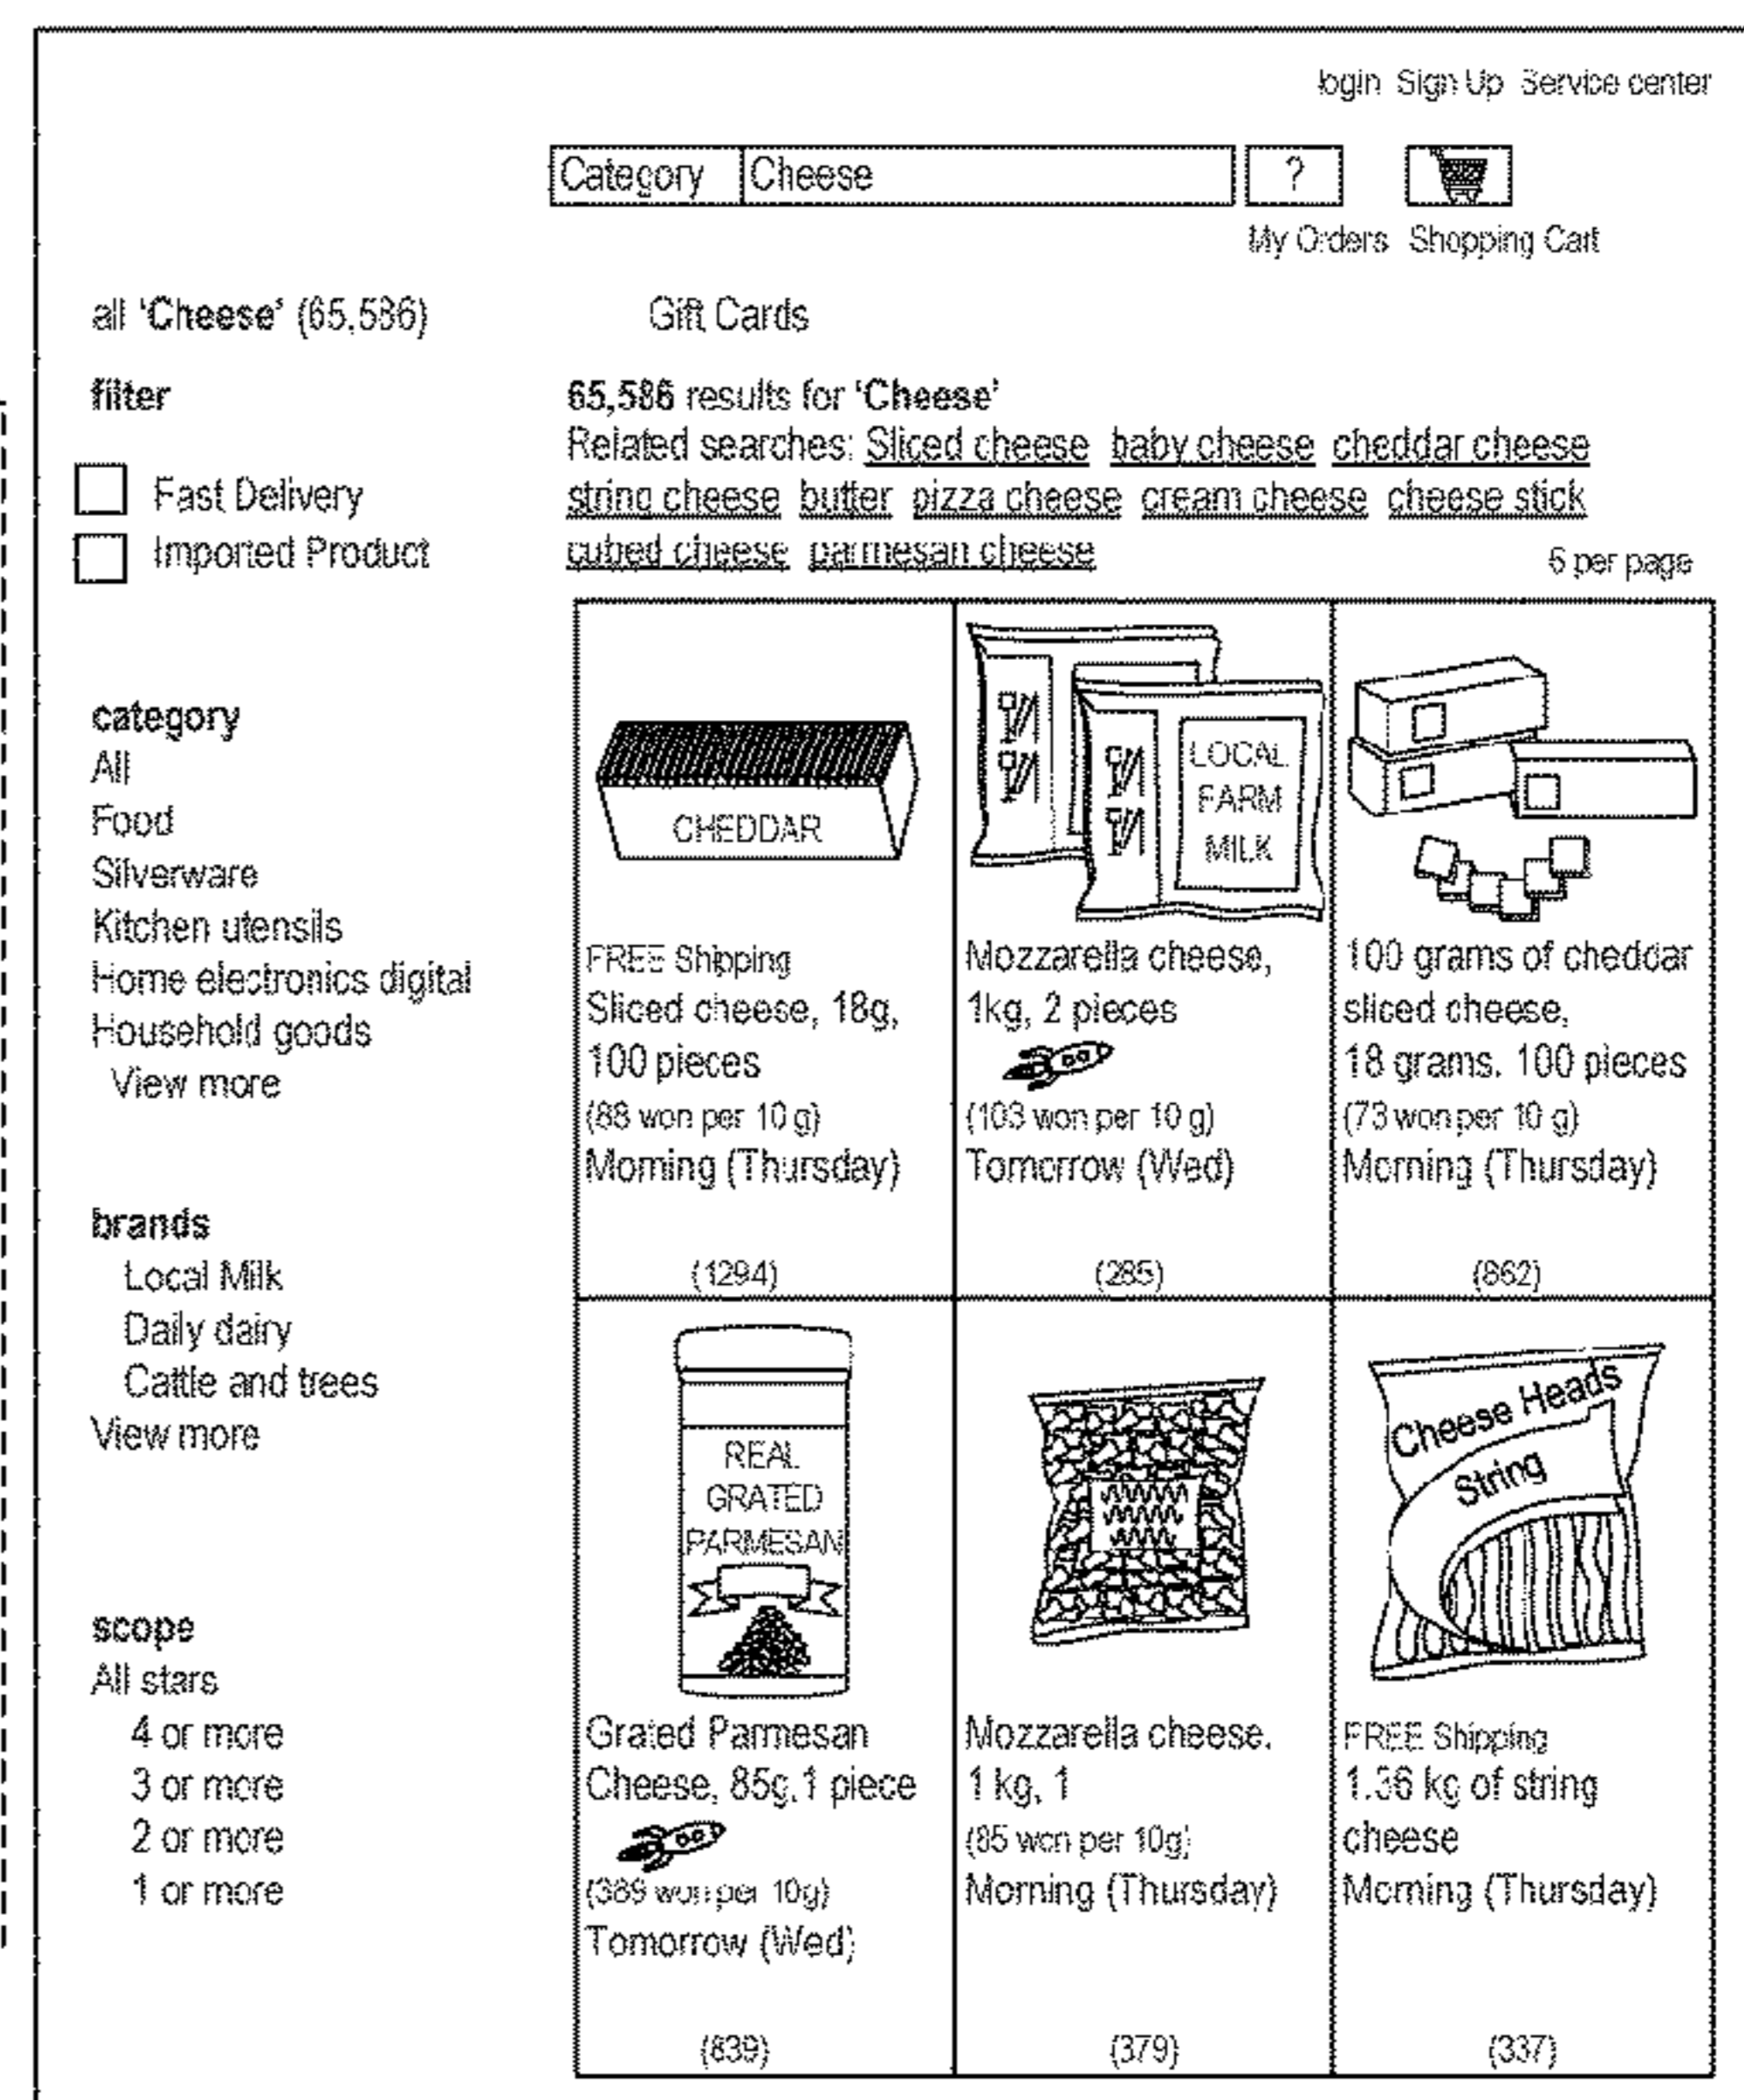 login Sign Up Service center
Category Cheese ?
My Orders Shopping Cart
all 'Cheese' (65,586) Gift Cards
filter
Fast Delivery
Imported Product
category
All
Food
Silverware
Kitchen utensils
Home electronics digital
Household goods
View more
brands
Local Milk
Daily dairy
Cattle and trees
View more
scope
All stars
4 or more
3 or more
2 or more
1 or more
65,586 results for 'Cheese'
Related searches: Sliced cheese baby cheese cheddar cheese
string cheese butter pizza cheese cream cheese cheese stick
cubed cheese parmesan cheese
6 per page
CHEDDAR
FREE Shipping
Sliced cheese, 18g,
100 pieces
(88 won per 10 g)
Morning (Thursday)
(1294)
LOCAL
FARM
MILK
Mozzarella cheese,
1kg, 2 pieces
(103 won per 10 g)
Tomorrow (Wed)
(285)
100 grams of cheddar
sliced cheese,
18 grams. 100 pieces
(73 won per 10 g)
Morning (Thursday)
(862)
REAL
GRATED
PARMESAN
Grated Parmesan
Cheese, 85g,1 piece
(389 won per 10g)
Tomorrow (Wed)
(839)
Mozzarella cheese.
1 kg, 1
(85 won per 10g)
Morning (Thursday)
(379)
Cheese Heads
String
FREE Shipping
1.36 kg of string
cheese
Morning (Thursday)
(337)